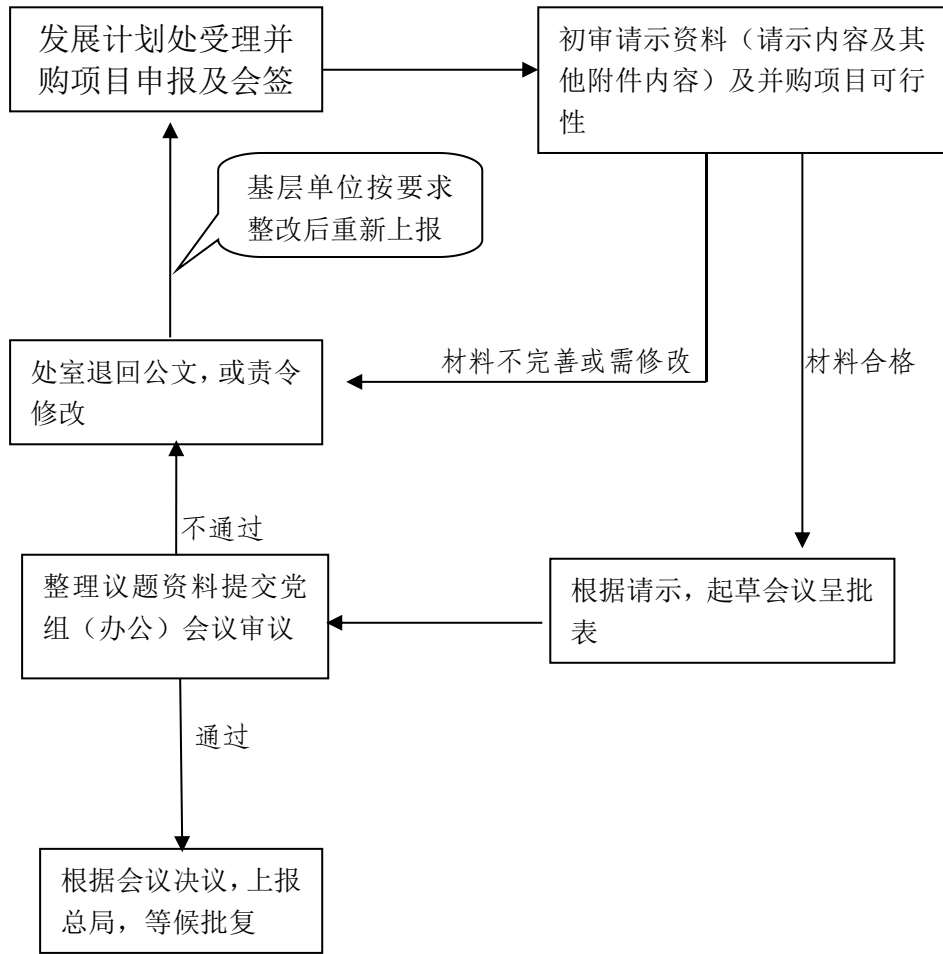 发展计划处受理并
购项目申报及会签
初审请示资料（请示内容及其
他附件内容）及并购项目可行
性
基层单位按要求
整改后重新上报
处室退回公文，或责令
修改
材料不完善或需修改
材料合格
不通过
整理议题资料提交党
组（办公）会议审议
根据请示，起草会议呈批
表
通过
根据会议决议，上报
总局，等候批复